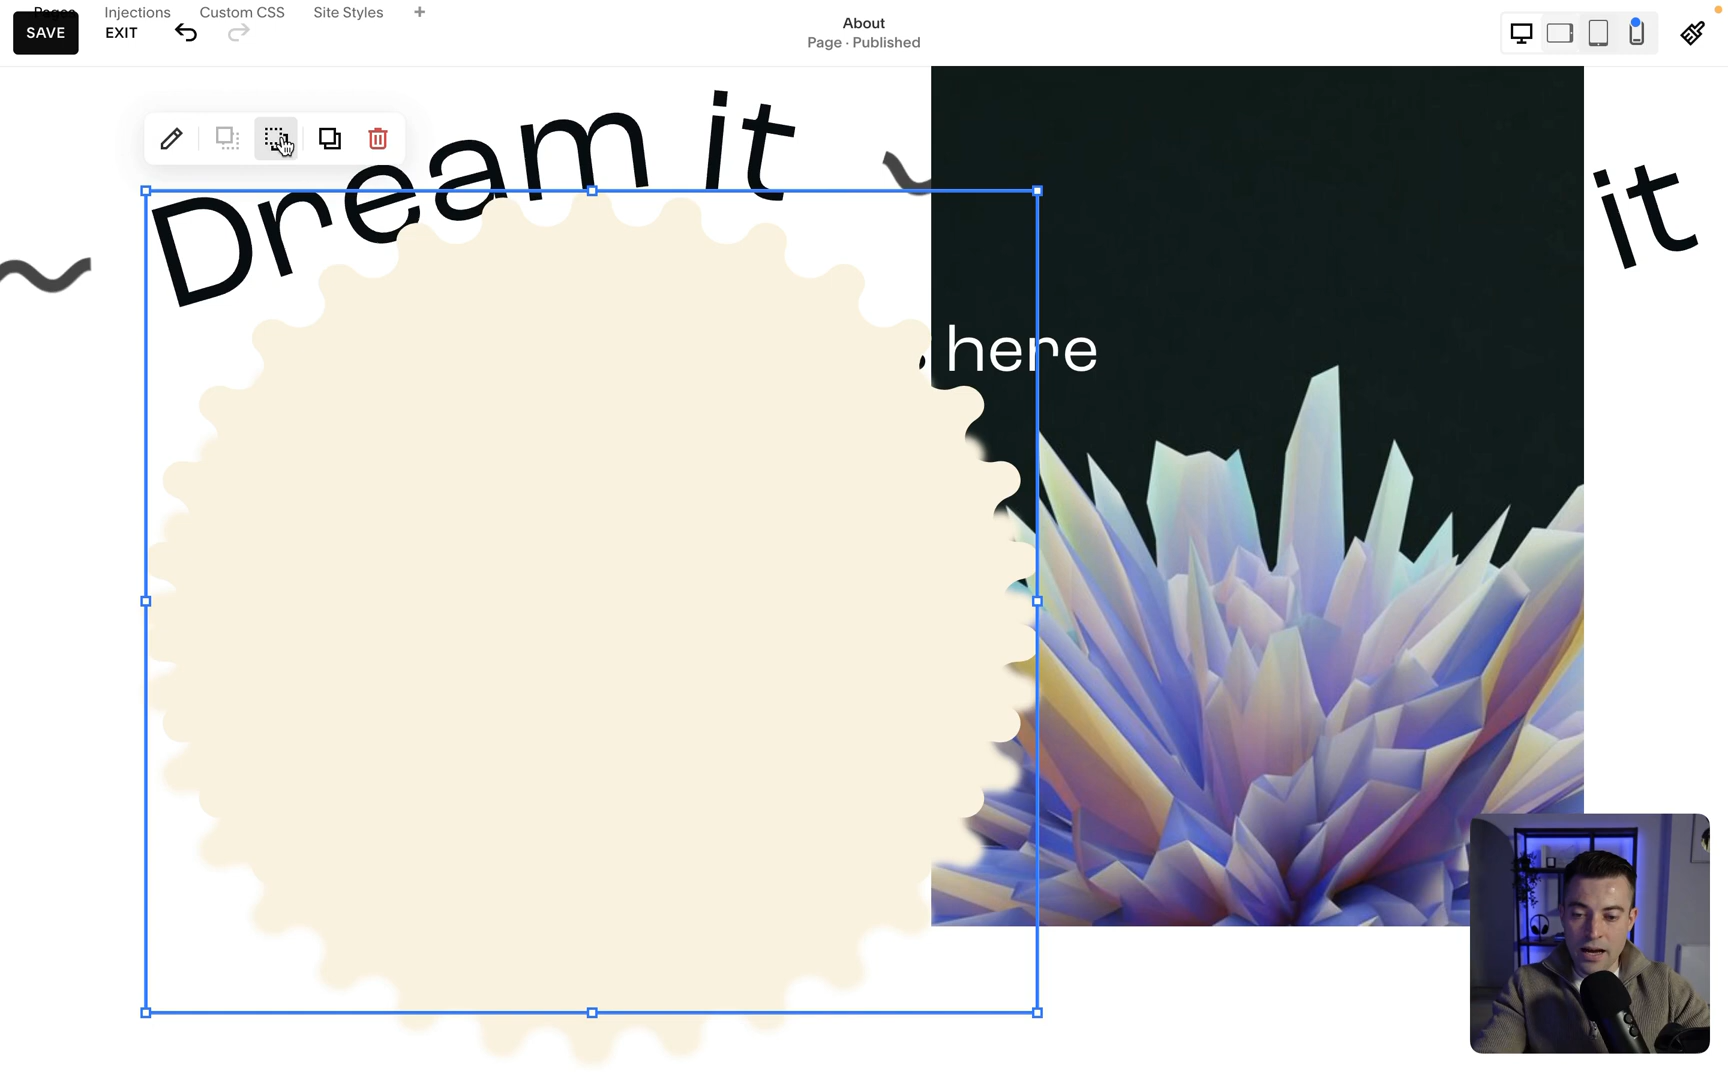 Pages Injections Custom CSS Site Styles +
SAVE EXIT
About
Page · Published
Dream it
it
here